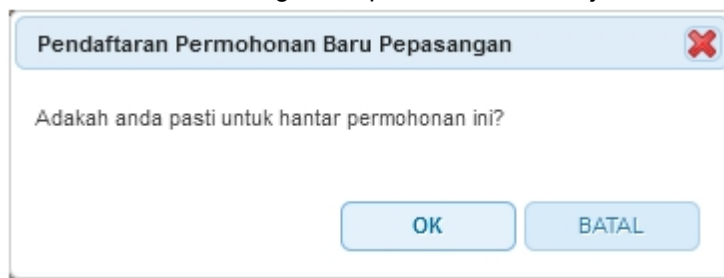 Pendaftaran Permohonan Baru Pepasangan
Adakah anda pasti untuk hantar permohonan ini?
OK
BATAL